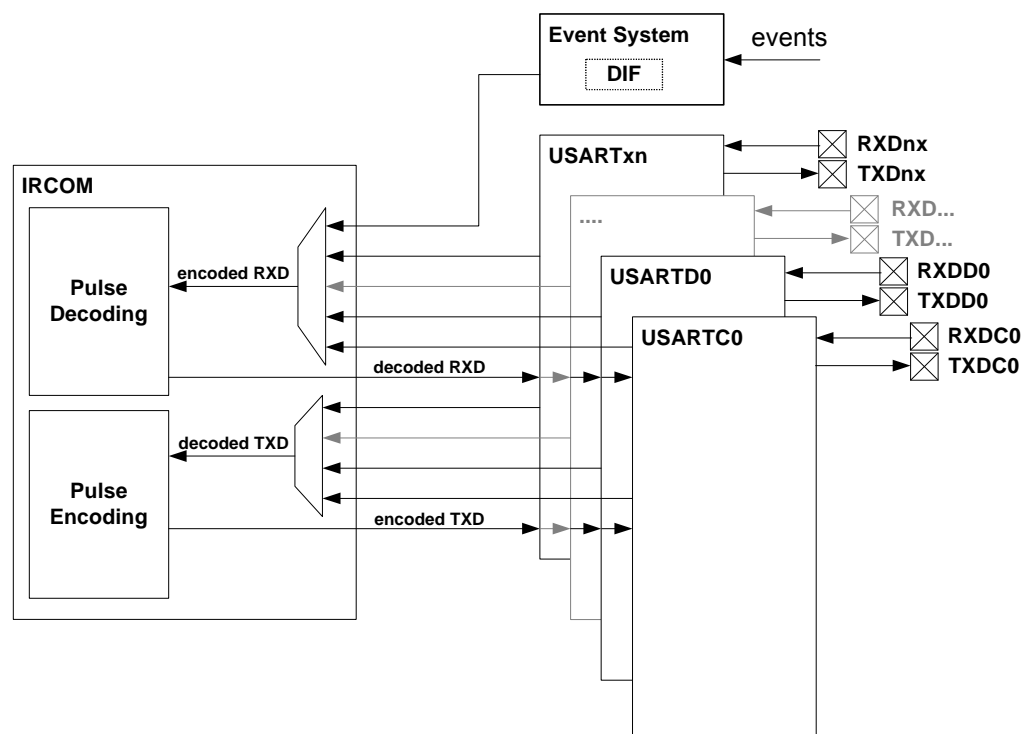 Event System
DIF
events
USARTxn
RXDnx
TXDnx
IRCOM
....
RXD...
TXD...
encoded RXD
Pulse
Decoding
USARTD0
RXDD0
TXDD0
USARTC0
RXDC0
TXDC0
decoded RXD
decoded TXD
Pulse
Encoding
encoded TXD